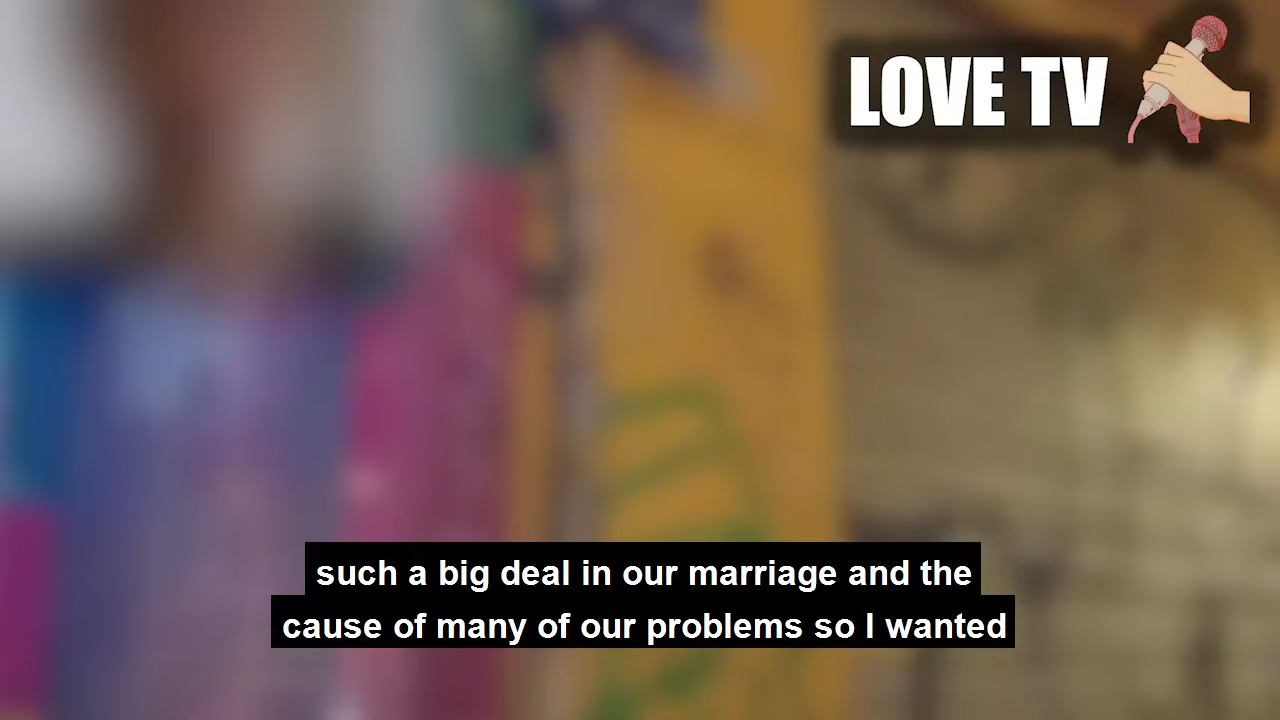 LOVE TV
such a big deal in our marriage and the
cause of many of our problems so I wanted